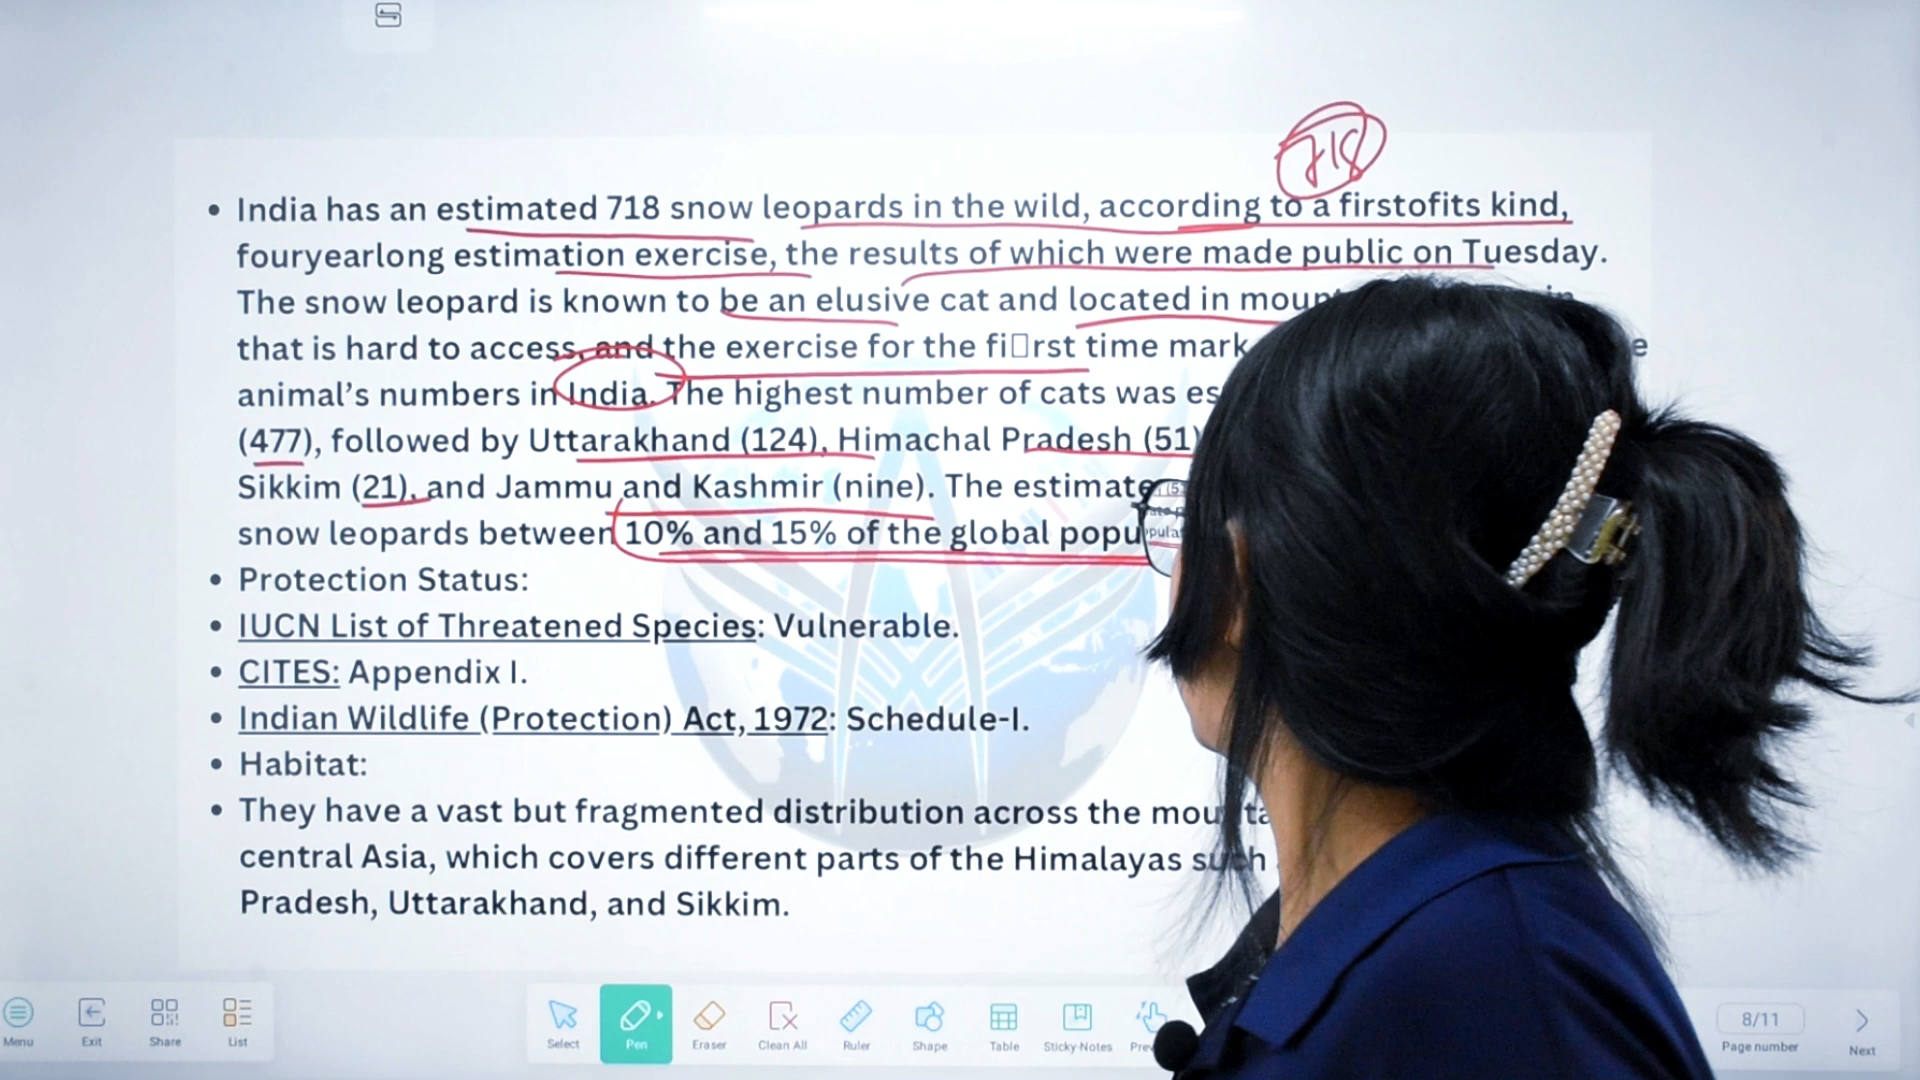 718
India has an estimated 718 snow leopards in the wild, according to a firstofits kind,
fouryearlong estimation exercise, the results of which were made public on Tuesday.
The snow leopard is known to be an elusive cat and located in
that is hard to access, and the exercise for the fi▯rst time
animal's numbers in India. The highest number of cats was
(477), followed by Uttarakhand (124), Himachal Pradesh (51)
Sikkim (21), and Jammu and Kashmir (nine). The
snow leopards between 10% and 15% of the global
• Protection Status:
• IUCN List of Threatened Species: Vulnerable.
• CITES: Appendix I.
• Indian Wildlife (Protection) Act, 1972: Schedule-I.
• Habitat:
• They have a vast but fragmented distribution across the
central Asia, which covers different parts of the Himalayas such
Pradesh, Uttarakhand, and Sikkim.
Menu Exit Share List Select Pen Eraser Clean All Ruler Shape Table Sticky-Notes
8/11
Page number Next